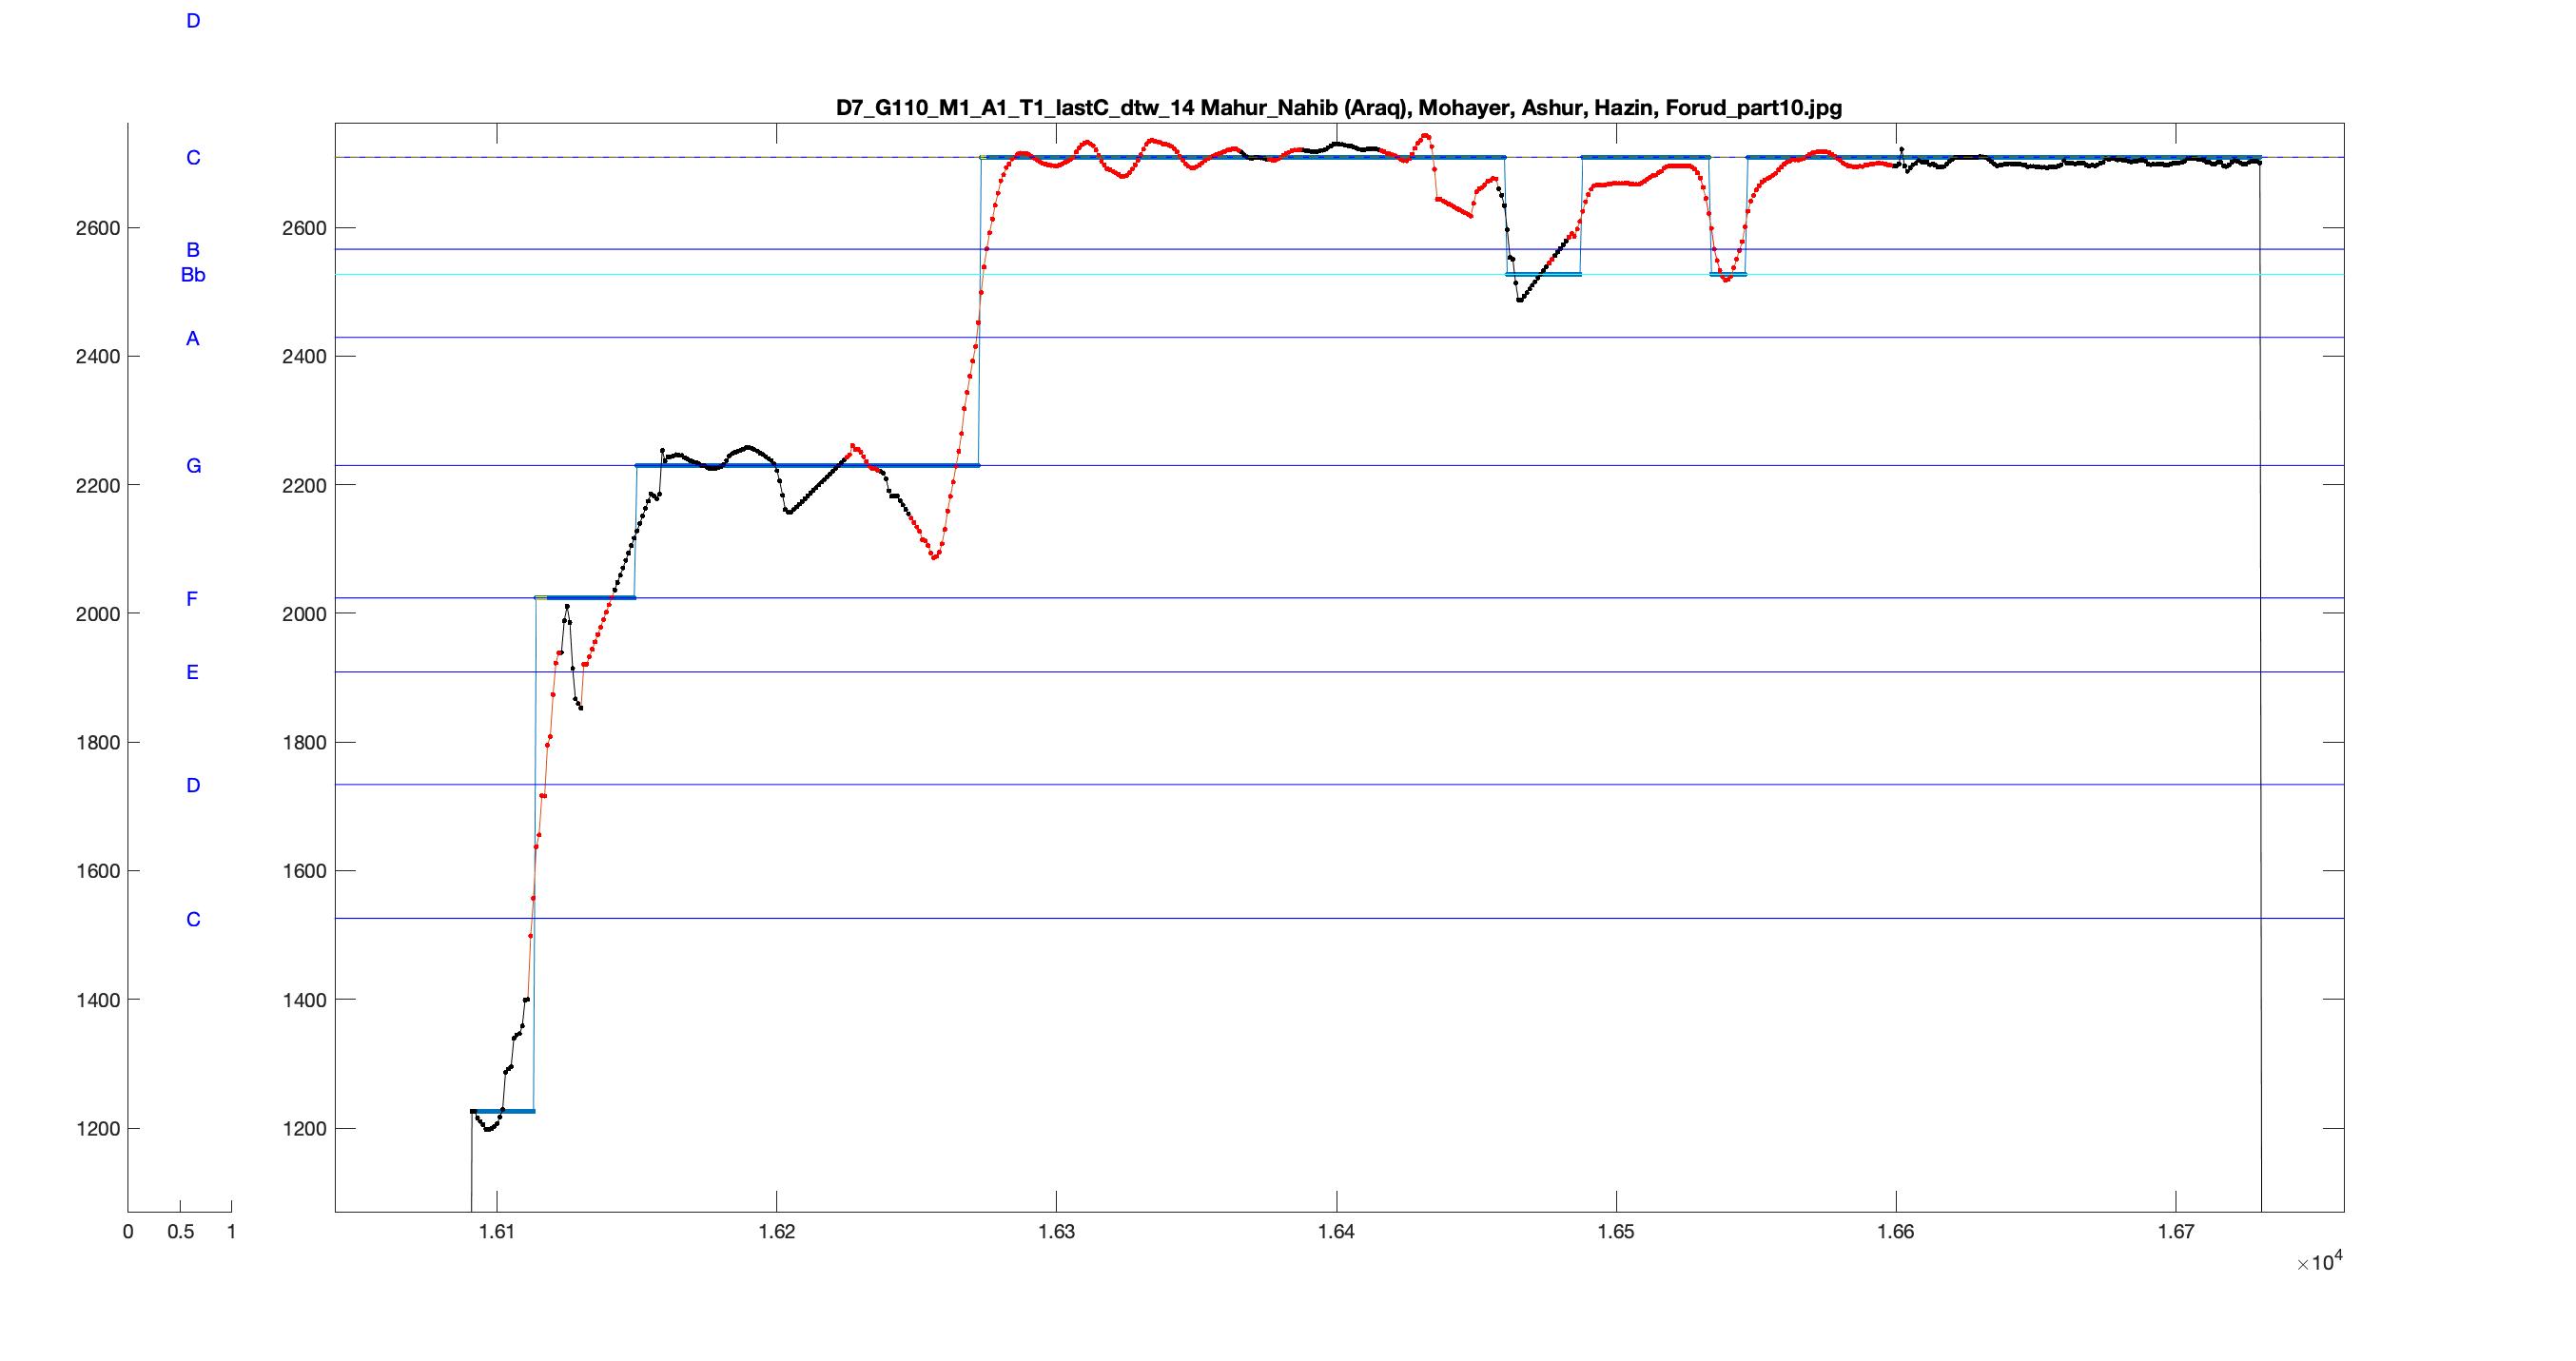 D
D7_G110_M1_A1_T1_lastC_dtw_14 Mahur_Nahib (Araq), Mohayer, Ashur, Hazin, Forud_part10.jpg
C
2600 2600
B
Bb
A
2400 2400
G
2200 2200
F
2000 2000
E
1800 1800
D
1600 1600
C
1400 1400
1200 1200
0 0.5 1 1.61 1.62 1.63 1.64 1.65 1.66 1.67
×10^4